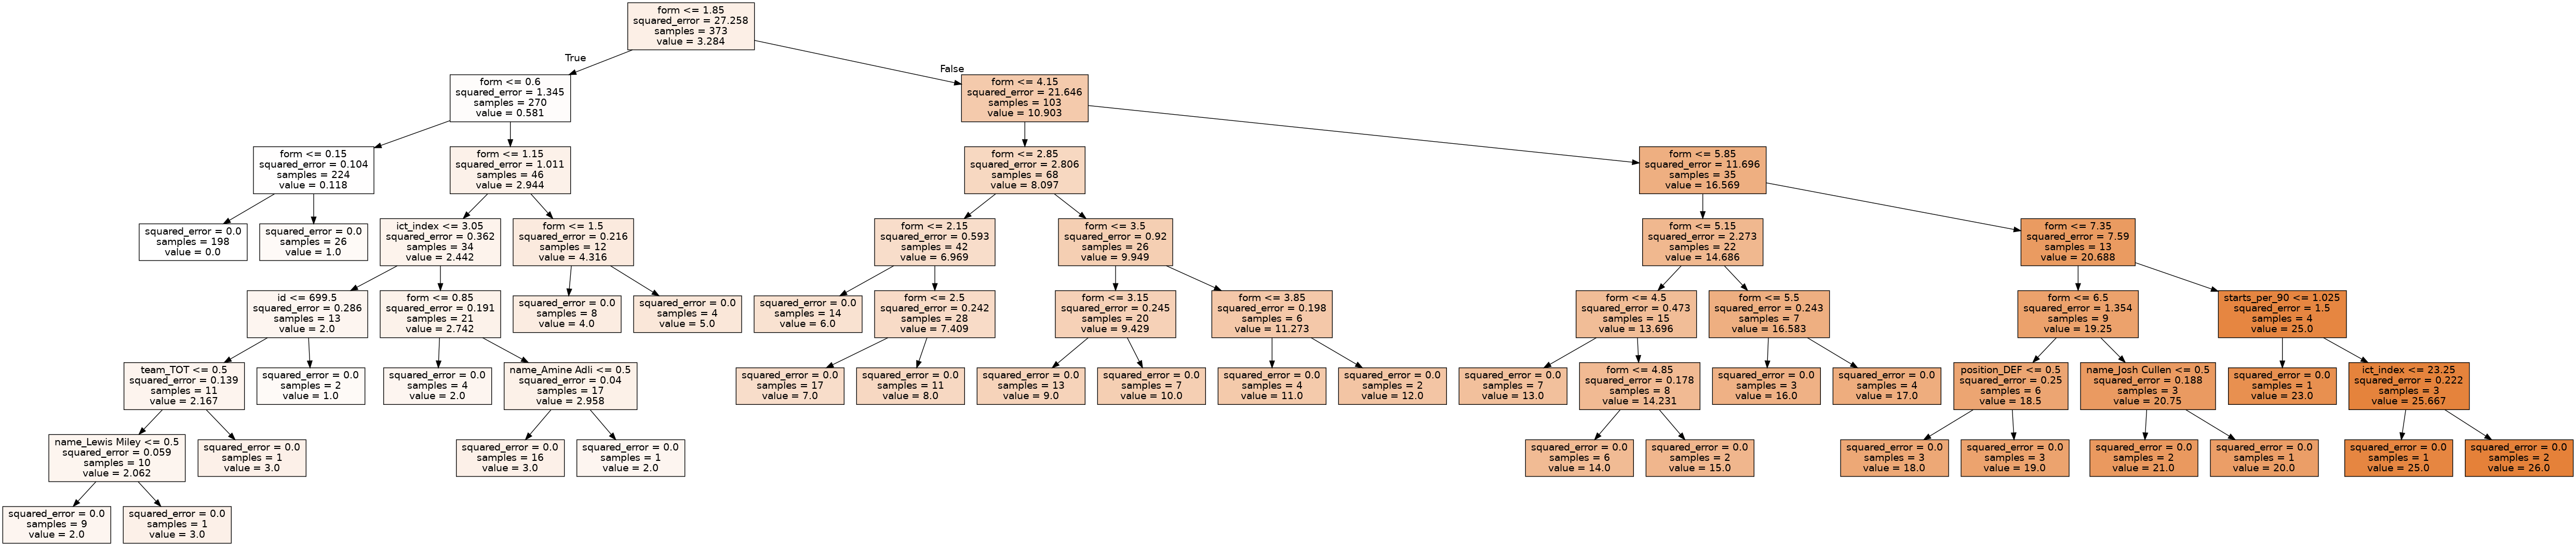 form <= 1.85
squared_error = 27.258
samples = 373
value = 3.284
True
False
form <= 0.6
squared_error = 1.345
samples = 270
value = 0.581
form <= 4.15
squared_error = 21.646
samples = 103
value = 10.903
form <= 0.15
squared_error = 0.104
samples = 224
value = 0.118
form <= 1.15
squared_error = 1.011
samples = 46
value = 2.944
form <= 2.85
squared_error = 2.806
samples = 68
value = 8.097
form <= 5.85
squared_error = 11.696
samples = 35
value = 16.569
squared_error = 0.0
samples = 198
value = 0.0
squared_error = 0.0
samples = 26
value = 1.0
ict_index <= 3.05
squared_error = 0.362
samples = 34
value = 2.442
form <= 1.5
squared_error = 0.216
samples = 12
value = 4.316
form <= 2.15
squared_error = 0.593
samples = 42
value = 6.969
form <= 3.5
squared_error = 0.92
samples = 26
value = 9.949
form <= 5.15
squared_error = 2.273
samples = 22
value = 14.686
form <= 7.35
squared_error = 7.59
samples = 13
value = 20.688
id <= 699.5
squared_error = 0.286
samples = 13
value = 2.0
form <= 0.85
squared_error = 0.191
samples = 21
value = 2.742
squared_error = 0.0
samples = 8
value = 4.0
squared_error = 0.0
samples = 4
value = 5.0
squared_error = 0.0
samples = 14
value = 6.0
form <= 2.5
squared_error = 0.242
samples = 28
value = 7.409
form <= 3.15
squared_error = 0.245
samples = 20
value = 9.429
form <= 3.85
squared_error = 0.198
samples = 6
value = 11.273
form <= 4.5
squared_error = 0.473
samples = 15
value = 13.696
form <= 5.5
squared_error = 0.243
samples = 7
value = 16.583
form <= 6.5
squared_error = 1.354
samples = 9
value = 19.25
starts_per_90 <= 1.025
squared_error = 1.5
samples = 4
value = 25.0
team_TOT <= 0.5
squared_error = 0.139
samples = 11
value = 2.167
squared_error = 0.0
samples = 2
value = 1.0
squared_error = 0.0
samples = 4
value = 2.0
name_Amine Adli <= 0.5
squared_error = 0.04
samples = 17
value = 2.958
squared_error = 0.0
samples = 17
value = 7.0
squared_error = 0.0
samples = 11
value = 8.0
squared_error = 0.0
samples = 13
value = 9.0
squared_error = 0.0
samples = 7
value = 10.0
squared_error = 0.0
samples = 4
value = 11.0
squared_error = 0.0
samples = 2
value = 12.0
squared_error = 0.0
samples = 7
value = 13.0
form <= 4.85
squared_error = 0.178
samples = 8
value = 14.231
squared_error = 0.0
samples = 3
value = 16.0
squared_error = 0.0
samples = 4
value = 17.0
position_DEF <= 0.5
squared_error = 0.25
samples = 6
value = 18.5
name_Josh Cullen <= 0.5
squared_error = 0.188
samples = 3
value = 20.75
squared_error = 0.0
samples = 1
value = 23.0
ict_index <= 23.25
squared_error = 0.222
samples = 3
value = 25.667
name_Lewis Miley <= 0.5
squared_error = 0.059
samples = 10
value = 2.062
squared_error = 0.0
samples = 1
value = 3.0
squared_error = 0.0
samples = 16
value = 3.0
squared_error = 0.0
samples = 1
value = 2.0
squared_error = 0.0
samples = 6
value = 14.0
squared_error = 0.0
samples = 2
value = 15.0
squared_error = 0.0
samples = 3
value = 18.0
squared_error = 0.0
samples = 3
value = 19.0
squared_error = 0.0
samples = 2
value = 21.0
squared_error = 0.0
samples = 1
value = 20.0
squared_error = 0.0
samples = 1
value = 25.0
squared_error = 0.0
samples = 2
value = 26.0
squared_error = 0.0
samples = 9
value = 2.0
squared_error = 0.0
samples = 1
value = 3.0